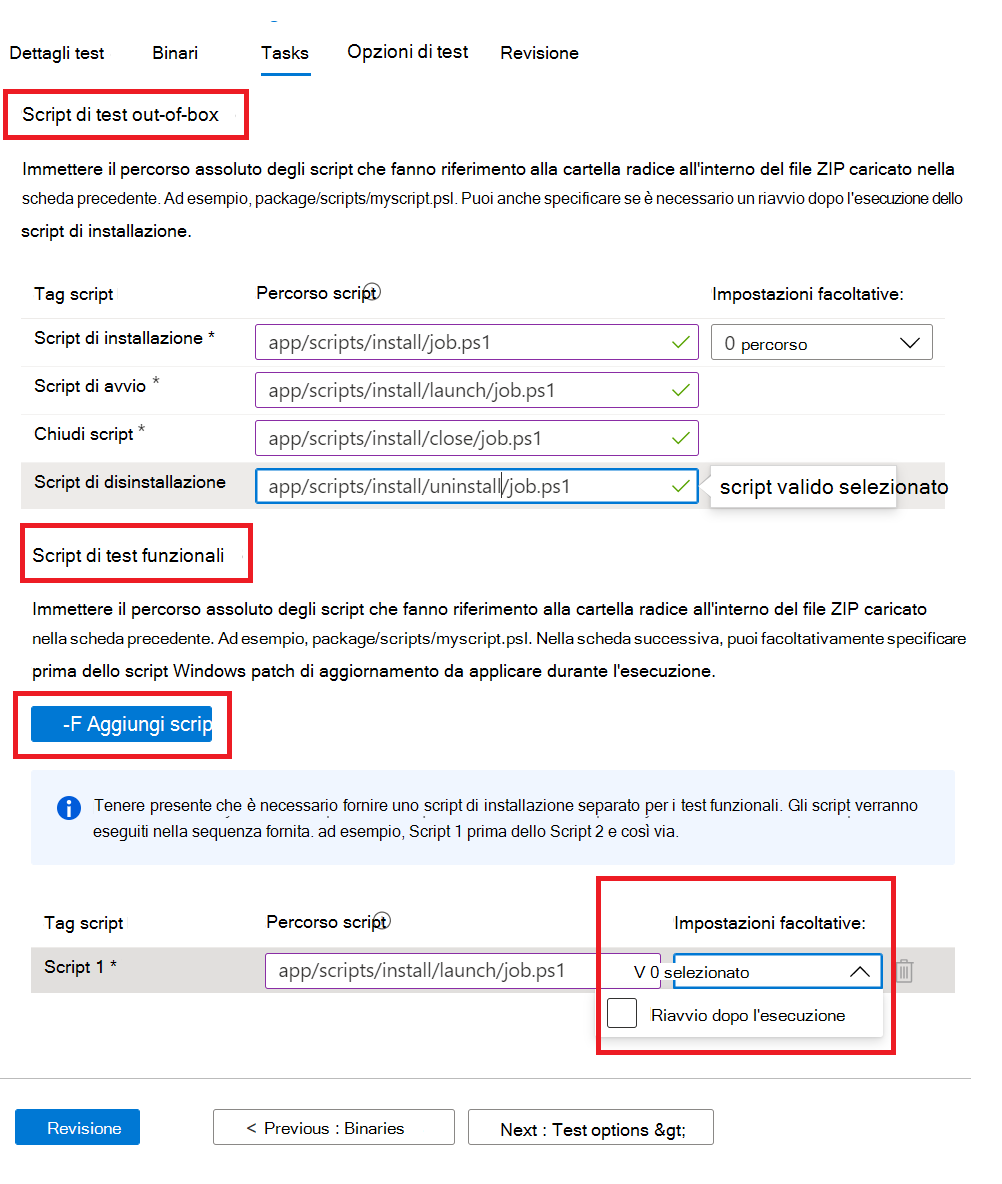 Dettagli test Binari Tasks Opzioni di test Revisione
Script di test out-of-box
Immettere il percorso assoluto degli script che fanno riferimento alla cartella radice all'interno del file ZIP caricato nella
scheda precedente. Ad esempio, package/scripts/myscript.psl. Puoi anche specificare se è necessario un riavvio dopo l'esecuzione dello
script di installazione.
Tag script Percorso script Impostazioni facoltative:
Script di installazione * app/scripts/install/job.ps1 0 percorso
Script di avvio * app/scripts/install/launch/job.ps1
Chiudi script * app/scripts/install/close/job.ps1
Script di disinstallazione app/scripts/install/uninstall/job.ps1 script valido selezionato
Script di test funzionali
Immettere il percorso assoluto degli script che fanno riferimento alla cartella radice all'interno del file ZIP caricato
nella scheda precedente. Ad esempio, package/scripts/myscript.psl. Nella scheda successiva, puoi facoltativamente specificare
prima dello script Windows patch di aggiornamento da applicare durante l'esecuzione.
-F Aggiungi scrip
Tenere presente che è necessario fornire uno script di installazione separato per i test funzionali. Gli script verranno
eseguiti nella sequenza fornita. ad esempio, Script 1 prima dello Script 2 e così via.
Tag script Percorso script Impostazioni facoltative:
Script 1 * app/scripts/install/launch/job.ps1 V 0 selezionato
Riavvio dopo l'esecuzione
Revisione < Previous : Binaries Next : Test options &gt;